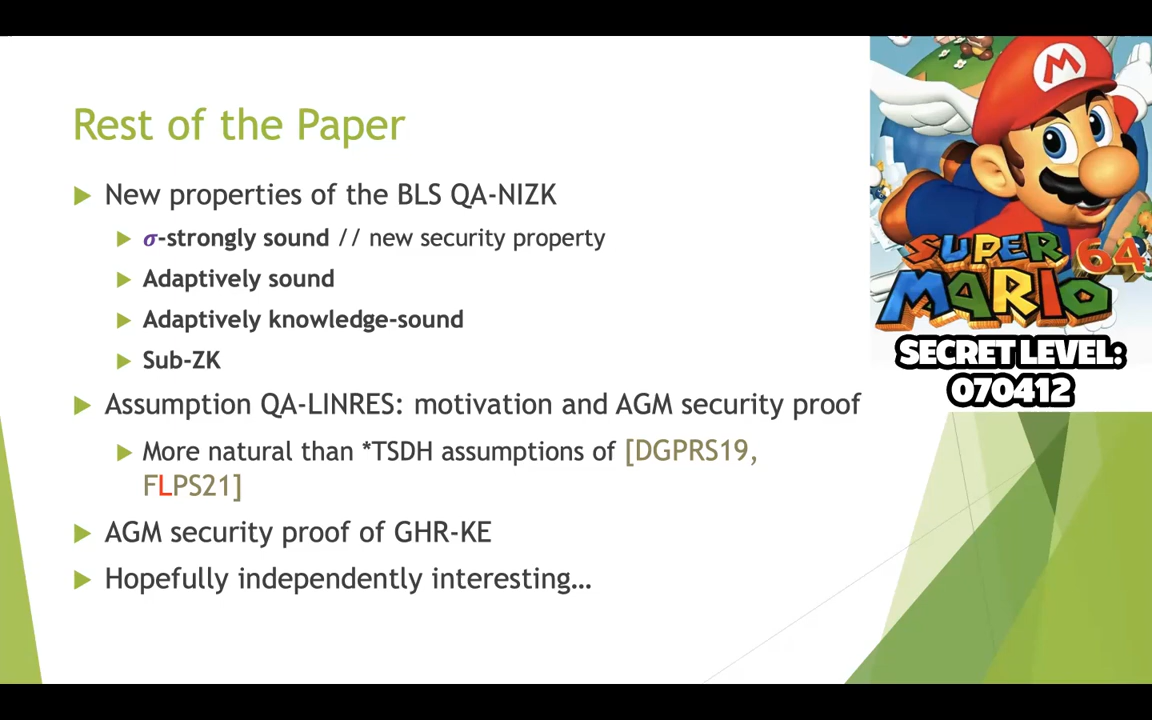 Rest of the Paper
New properties of the BLS QA-NIZK
σ-strongly sound // new security property
Adaptively sound
Adaptively knowledge-sound
Sub-ZK
Assumption QA-LINRES: motivation and AGM security proof
More natural than *TSDH assumptions of [DGPRS19,
FLPS21]
AGM security proof of GHR-KE
Hopefully independently interesting…
M
SUPER
MARIO 64
SECRET LEVEL:
070412